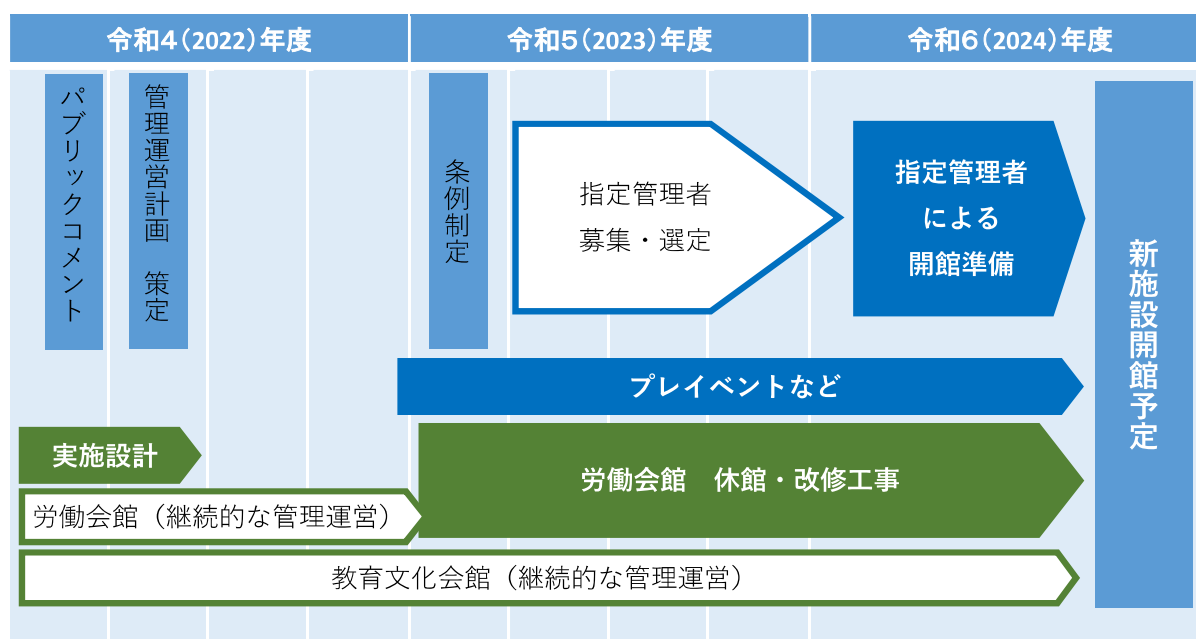 令和4（2022）年度
令和5（2023）年度
令和6（2024）年度
パブリックコメント
管理運営計画　策定
条例制定
指定管理者
募集・選定
指定管理者
による
開館準備
新施設開館予定
プレイベントなど
実施設計
労働会館　休館・改修工事
労働会館（継続的な管理運営）
教育文化会館（継続的な管理運営）